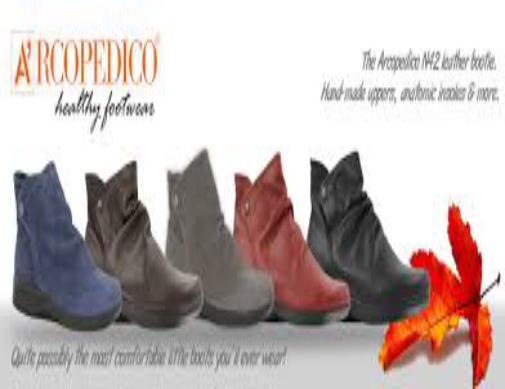 ARCOPEDICO®
healthy footwear
The Arcopedico N42 leather bootie.
Hand-made uppers, anatomic insoles & more.
Quite possibly the most comfortable little boots you'll ever wear!